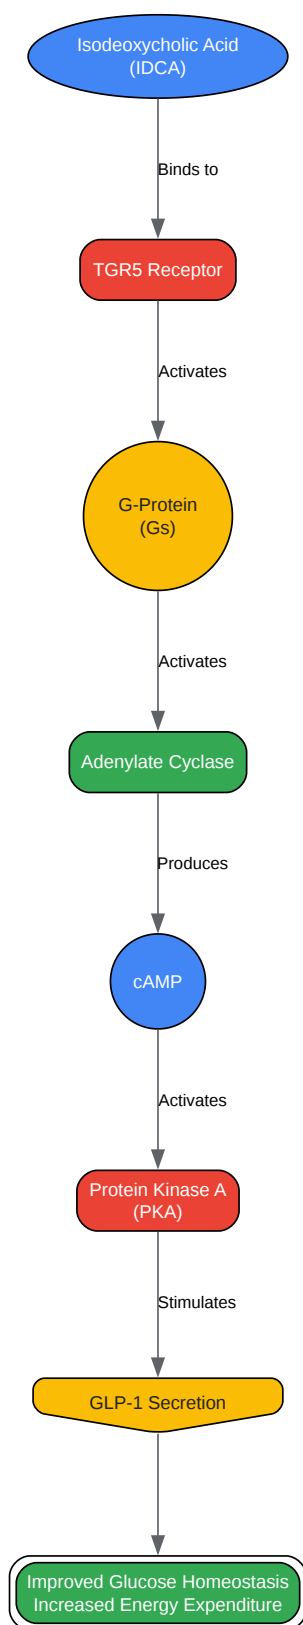 Isodeoxycholic Acid
(IDCA)
Binds to
TGR5 Receptor
Activates
G-Protein
(Gs)
Activates
Adenylate Cyclase
Produces
cAMP
Activates
Protein Kinase A
(PKA)
Stimulates
GLP-1 Secretion
Improved Glucose Homeostasis
Increased Energy Expenditure